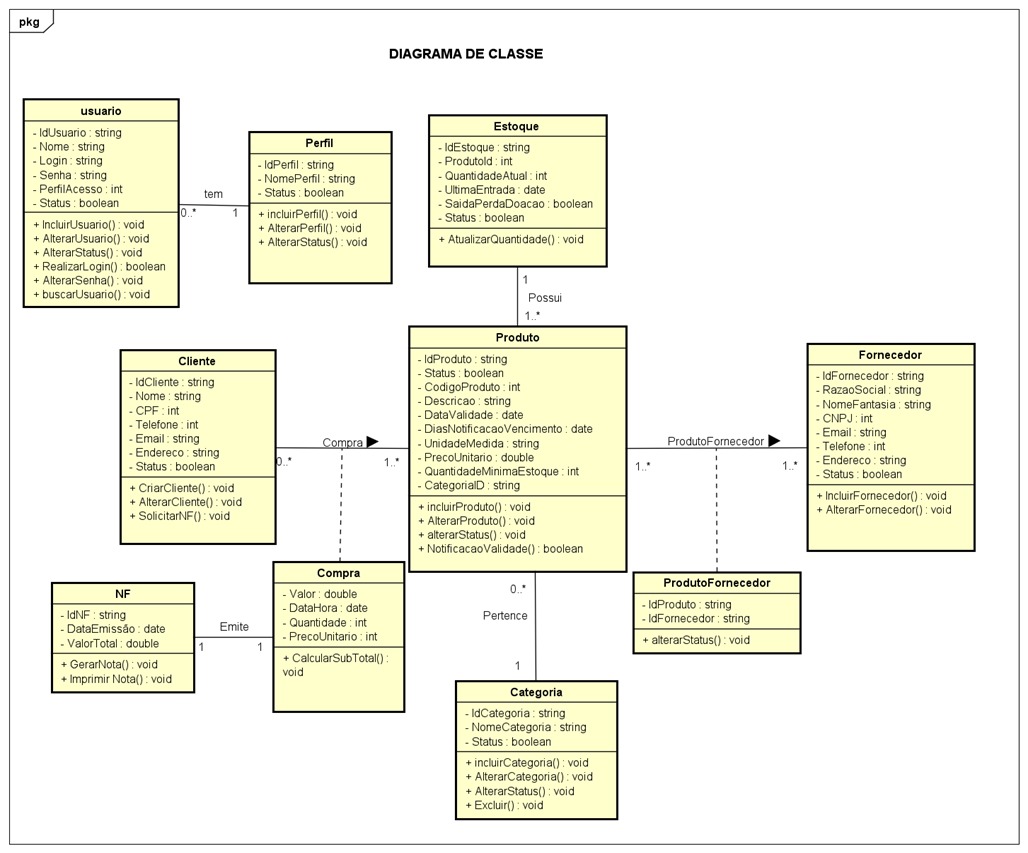 pkg
DIAGRAMA DE CLASSE
usuario
- IdUsuario : string
- Nome : string
- Login : string
- Senha : string
- PerfilAcesso : int
- Status : boolean
+ IncluirUsuario() : void
+ AlterarUsuario() : void
+ AlterarStatus() : void
+ RealizarLogin() : boolean
+ AlterarSenha() : void
+ buscarUsuario() : void
tem
0..*
1
Perfil
- IdPerfil : string
- NomePerfil : string
- Status : boolean
+ incluirPerfil() : void
+ AlterarPerfil() : void
+ AlterarStatus() : void
Estoque
- IdEstoque : string
- ProdutoId : int
- QuantidadeAtual : int
- UltimaEntrada : date
- SaidaPerdaDoacao : boolean
- Status : boolean
+ AtualizarQuantidade() : void
1
Possui
1..*
Cliente
- IdCliente : string
- Nome : string
- CPF : int
- Telefone : int
- Email : string
- Endereco : string
- Status : boolean
+ CriarCliente() : void
+ AlterarCliente() : void
+ SolicitarNF() : void
Compra
0..*
1..*
Produto
- IdProduto : string
- Status : boolean
- CodigoProduto : int
- Descricao : string
- DataValidade : date
- DiasNotificacaoVencimento : date
- UnidadeMedida : string
- PrecoUnitario : double
- QuantidadeMinimaEstoque : int
- CategoriaID : string
+ incluirProduto() : void
+ AlterarProduto() : void
+ alterarStatus() : void
+ NotificacaoValidade() : boolean
ProdutoFornecedor
1..*
1..*
Fornecedor
- IdFornecedor : string
- RazaoSocial : string
- NomeFantasia : string
- CNPJ : int
- Email : string
- Telefone : int
- Endereco : string
- Status : boolean
+ IncluirFornecedor() : void
+ AlterarFornecedor() : void
NF
- IdNF : string
- DataEmissão : date
- ValorTotal : double
+ GerarNota() : void
+ Imprimir Nota() : void
Emite
1
1
Compra
- Valor : double
- DataHora : date
- Quantidade : int
- PrecoUnitario : int
+ CalcularSubTotal() :
void
0..*
Pertence
1
ProdutoFornecedor
- IdProduto : string
- IdFornecedor : string
+ alterarStatus() : void
Categoria
- IdCategoria : string
- NomeCategoria : string
- Status : boolean
+ incluirCategoria() : void
+ AlterarCategoria() : void
+ AlterarStatus() : void
+ Excluir() : void